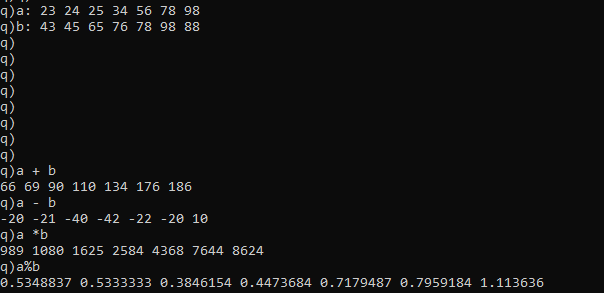 q)a: 23 24 25 34 56 78 98
q)b: 43 45 65 76 78 98 88
q)
q)
q)
q)
q)
q)
q)
q)
q)a + b
66 69 90 110 134 176 186
q)a - b
-20 -21 -40 -42 -22 -20 10
q)a *b
989 1080 1625 2584 4368 7644 8624
q)a%b
0.5348837 0.5333333 0.3846154 0.4473684 0.7179487 0.7959184 1.113636